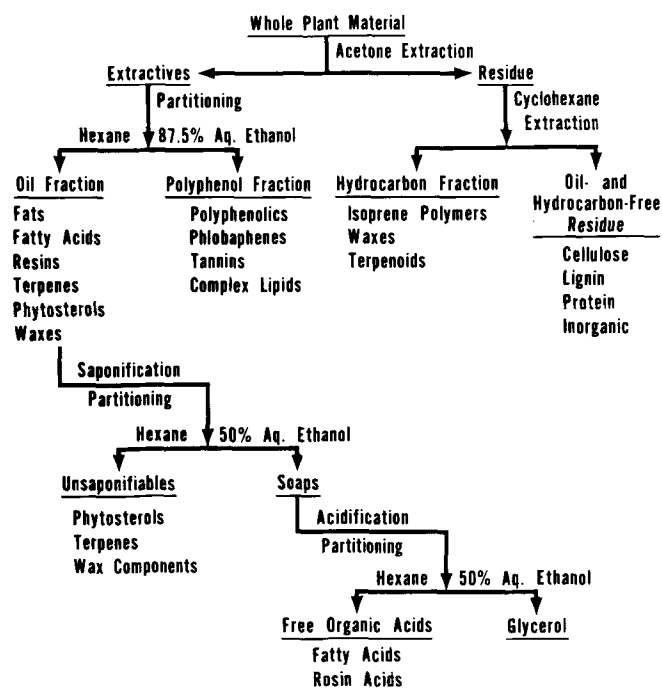 Whole Plant Material
Acetone Extraction
Extractives
Residue
Partitioning
Cyclohexane
Extraction
Hexane
87.5% Aq. Ethanol
Oil Fraction
Fats
Fatty Acids
Resins
Terpenes
Phytosterols
Waxes
Polyphenol Fraction
Polyphenolics
Phlobaphenes
Tannins
Complex Lipids
Hydrocarbon Fraction
Isoprene Polymers
Waxes
Terpenoids
Oil- and
Hydrocarbon-Free
Residue
Cellulose
Lignin
Protein
Inorganic
Saponification
Partitioning
Hexane
50% Aq. Ethanol
Unsaponifiables
Phytosterols
Terpenes
Wax Components
Soaps
Acidification
Partitioning
Hexane
50% Aq. Ethanol
Free Organic Acids
Fatty Acids
Rosin Acids
Glycerol